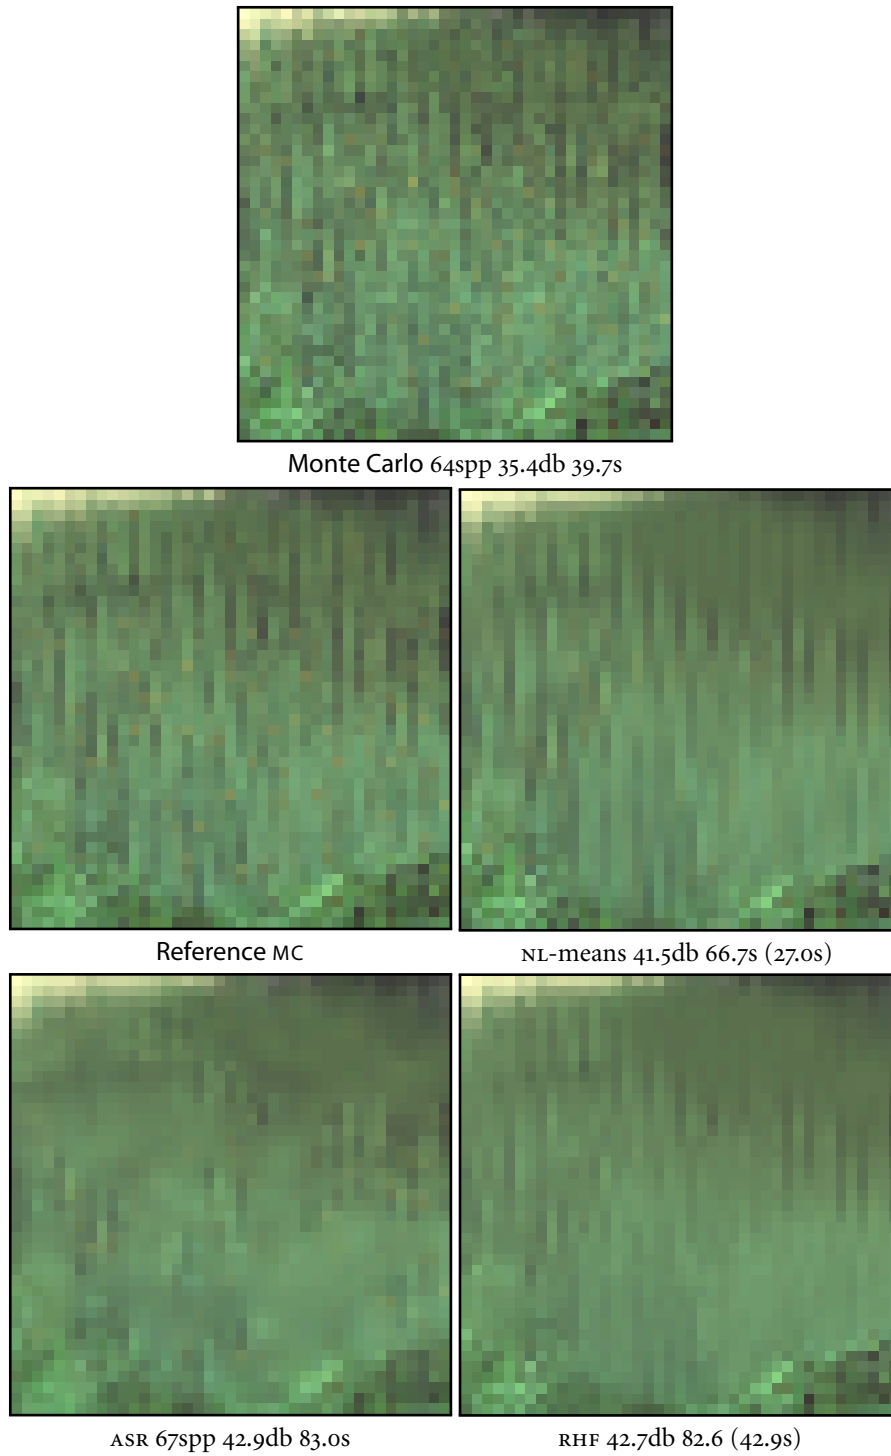 Monte Carlo 64spp 35.4db 39.7s
Reference MC
NL-means 41.5db 66.7s (27.0s)
ASR 67spp 42.9db 83.0s
RHF 42.7db 82.6 (42.9s)